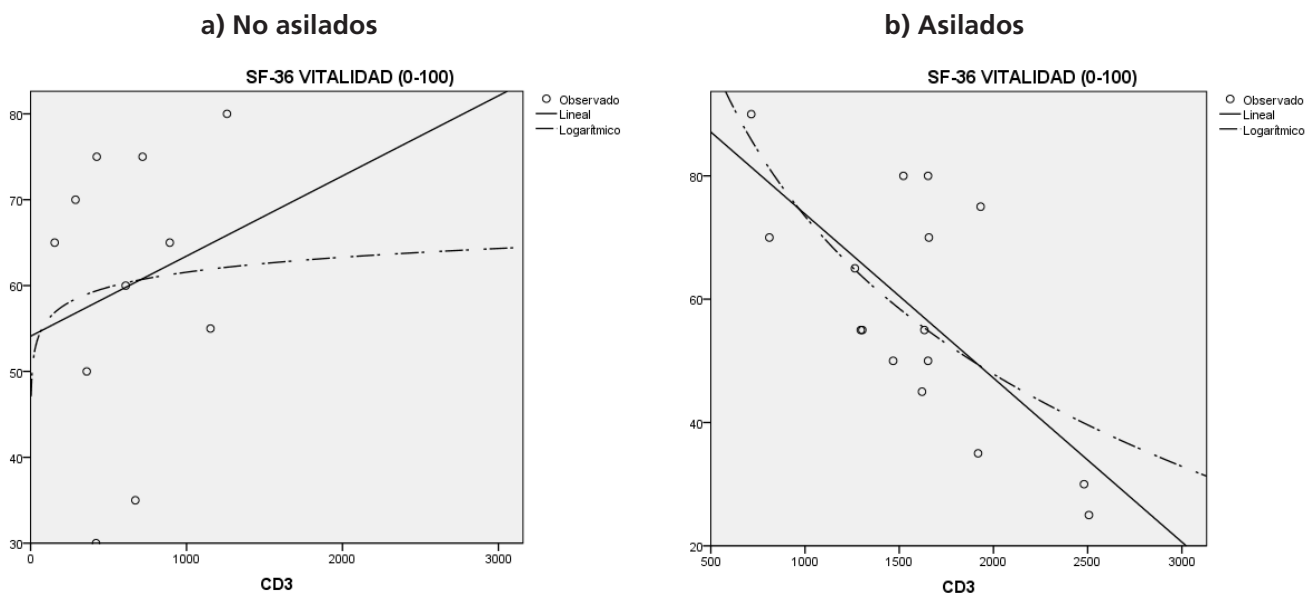 a) No asilados
SF-36 VITALIDAD (0-100)
Observado
Lineal
Logarítmico
80
70
60
50
40
30
0
1000
2000
3000
CD3
b) Asilados
SF-36 VITALIDAD (0-100)
Observado
Lineal
Logarítmico
80
60
40
20
500
1000
1500
2000
2500
3000
CD3